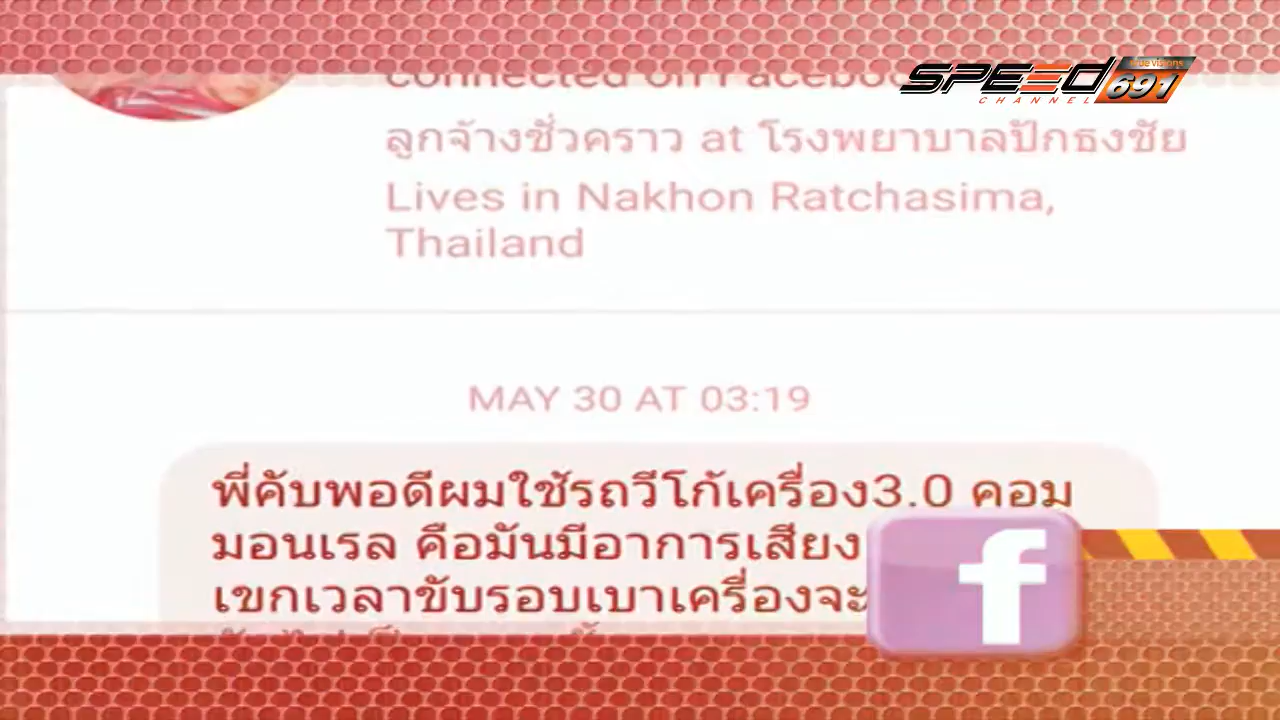 connected on Facebo
SPEED
691
CHANNEL
ลูกจ้างชั่วคราว at โรงพยาบาลปักธงชัย
Lives in Nakhon Ratchasima,
Thailand
MAY 30 AT 03:19
พี่คับพอดีผมใช้รถวีโก้เครื่อง3.0 คอม
มอนเรล คือมันมีอาการเสียง
เขกเวลาขับรอบเบาเครื่องจะ
f